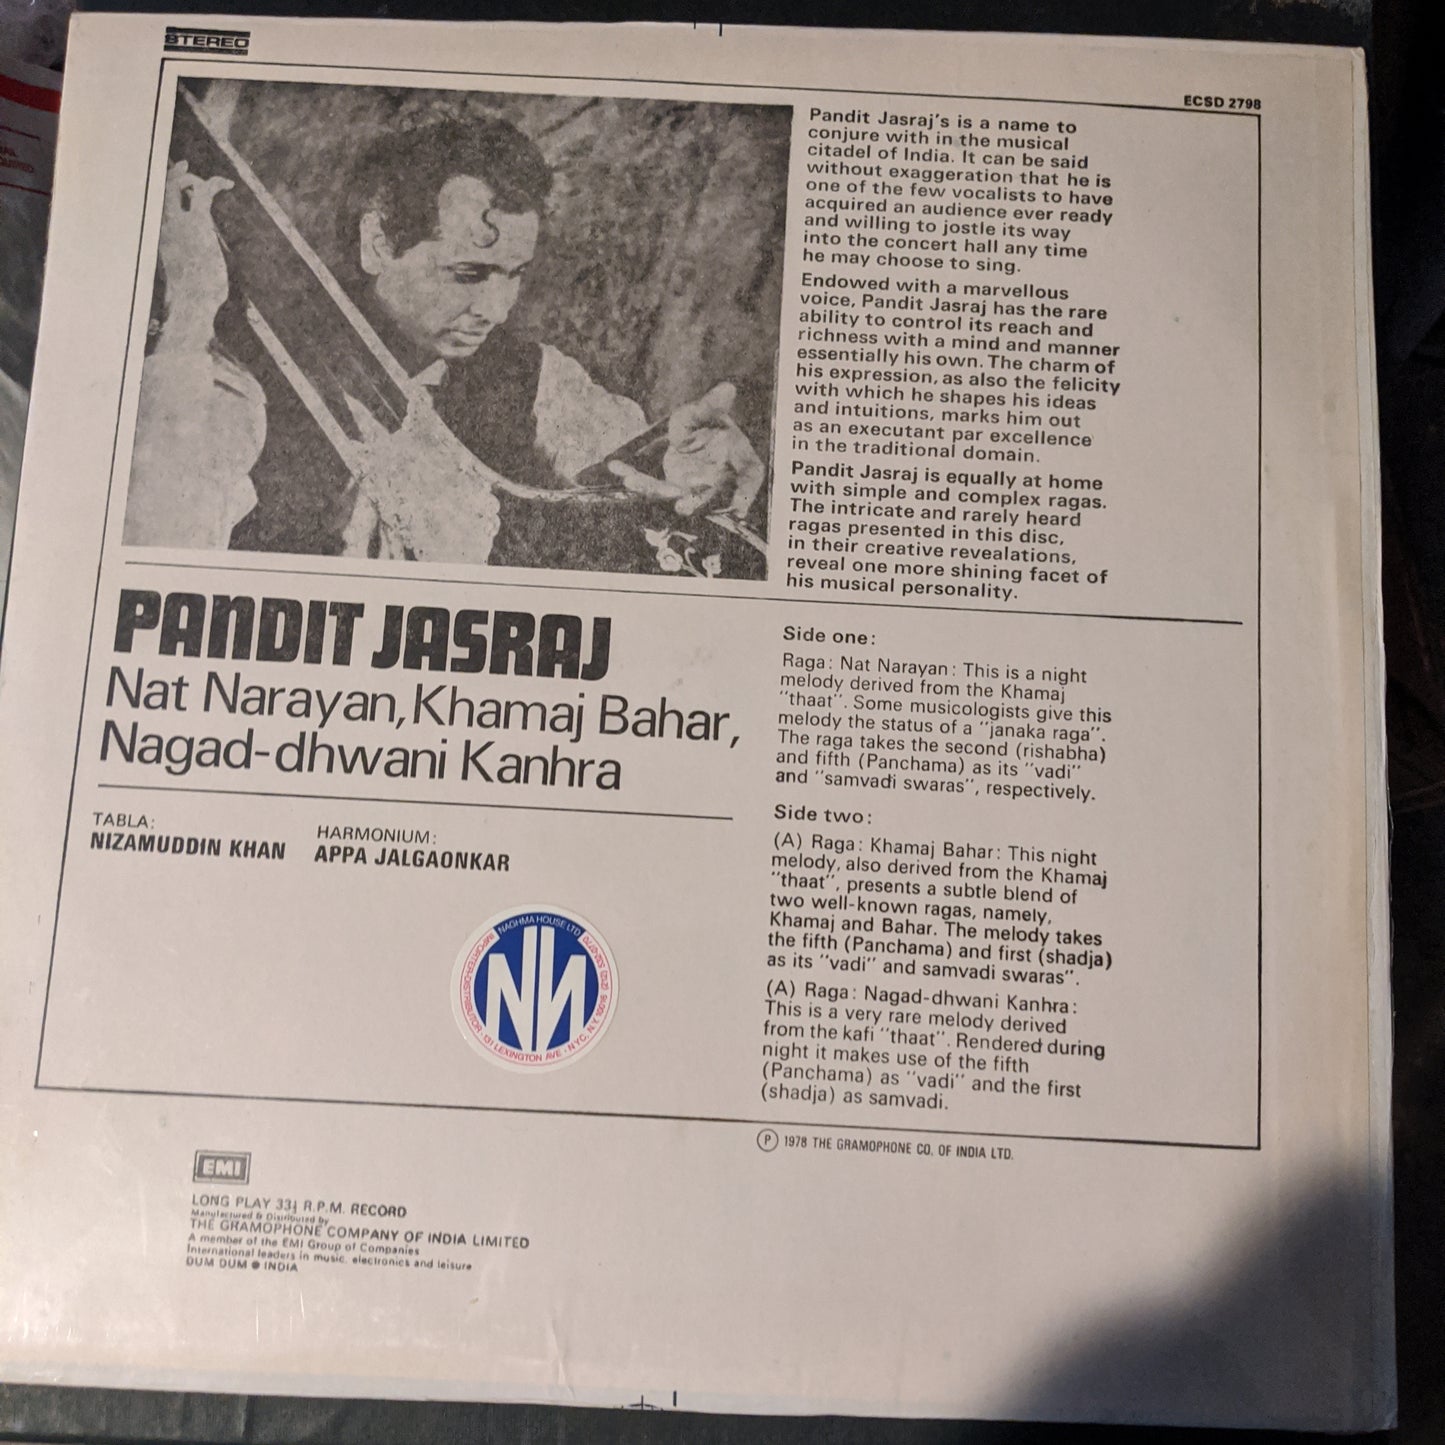 STEREO
ECSD 2798
Pandit Jasraj's is a name to
conjure with in the musical
citadel of India. It can be said
without exaggeration that he is
one of the few vocalists to have
acquired an audience ever ready
and willing to jostle its way
into the concert hall any time
he may choose to sing.
Endowed with a marvellous
voice, Pandit Jasraj has the rare
ability to control its reach and
richness with a mind and manner
essentially his own. The charm of
his expression, as also the felicity
with which he shapes his ideas
and intuitions, marks him out
as an executant par excellence
in the traditional domain.
Pandit Jasraj is equally at home
with simple and complex ragas.
The intricate and rarely heard
ragas presented in this disc,
in their creative revealations,
reveal one more shining facet of
his musical personality.
PANDIT JASRAJ
Nat Narayan, Khamaj Bahar,
Nagad-dhwani Kanhra
TABLA:
NIZAMUDDIN KHAN
HARMONIUM:
APPA JALGAONKAR
NAGHMA HOUSE LTD
IMPORTER-DISTRIBUTOR · 131 LEXINGTON AVE · N.Y.C., N.Y. 10016 (212) 532-0770
NN
Side one:
Raga: Nat Narayan: This is a night
melody derived from the Khamaj
"thaat". Some musicologists give this
melody the status of a "janaka raga".
The raga takes the second (rishabha)
and fifth (Panchama) as its "vadi"
and "samvadi swaras", respectively.
Side two:
(A) Raga: Khamaj Bahar: This night
melody, also derived from the Khamaj
"thaat", presents a subtle blend of
two well-known ragas, namely,
Khamaj and Bahar. The melody takes
the fifth (Panchama) and first (shadja)
as its "vadi" and samvadi swaras".
(A) Raga: Nagad-dhwani Kanhra:
This is a very rare melody derived
from the kafi "thaat". Rendered during
night it makes use of the fifth
(Panchama) as "vadi" and the first
(shadja) as samvadi.
℗ 1978 THE GRAMOPHONE CO. OF INDIA LTD.
EMI
LONG PLAY 33⅓ R.P.M. RECORD
Manufactured & Distributed by
THE GRAMOPHONE COMPANY OF INDIA LIMITED
A member of the EMI Group of Companies
International leaders in music, electronics and leisure
DUM DUM ● INDIA